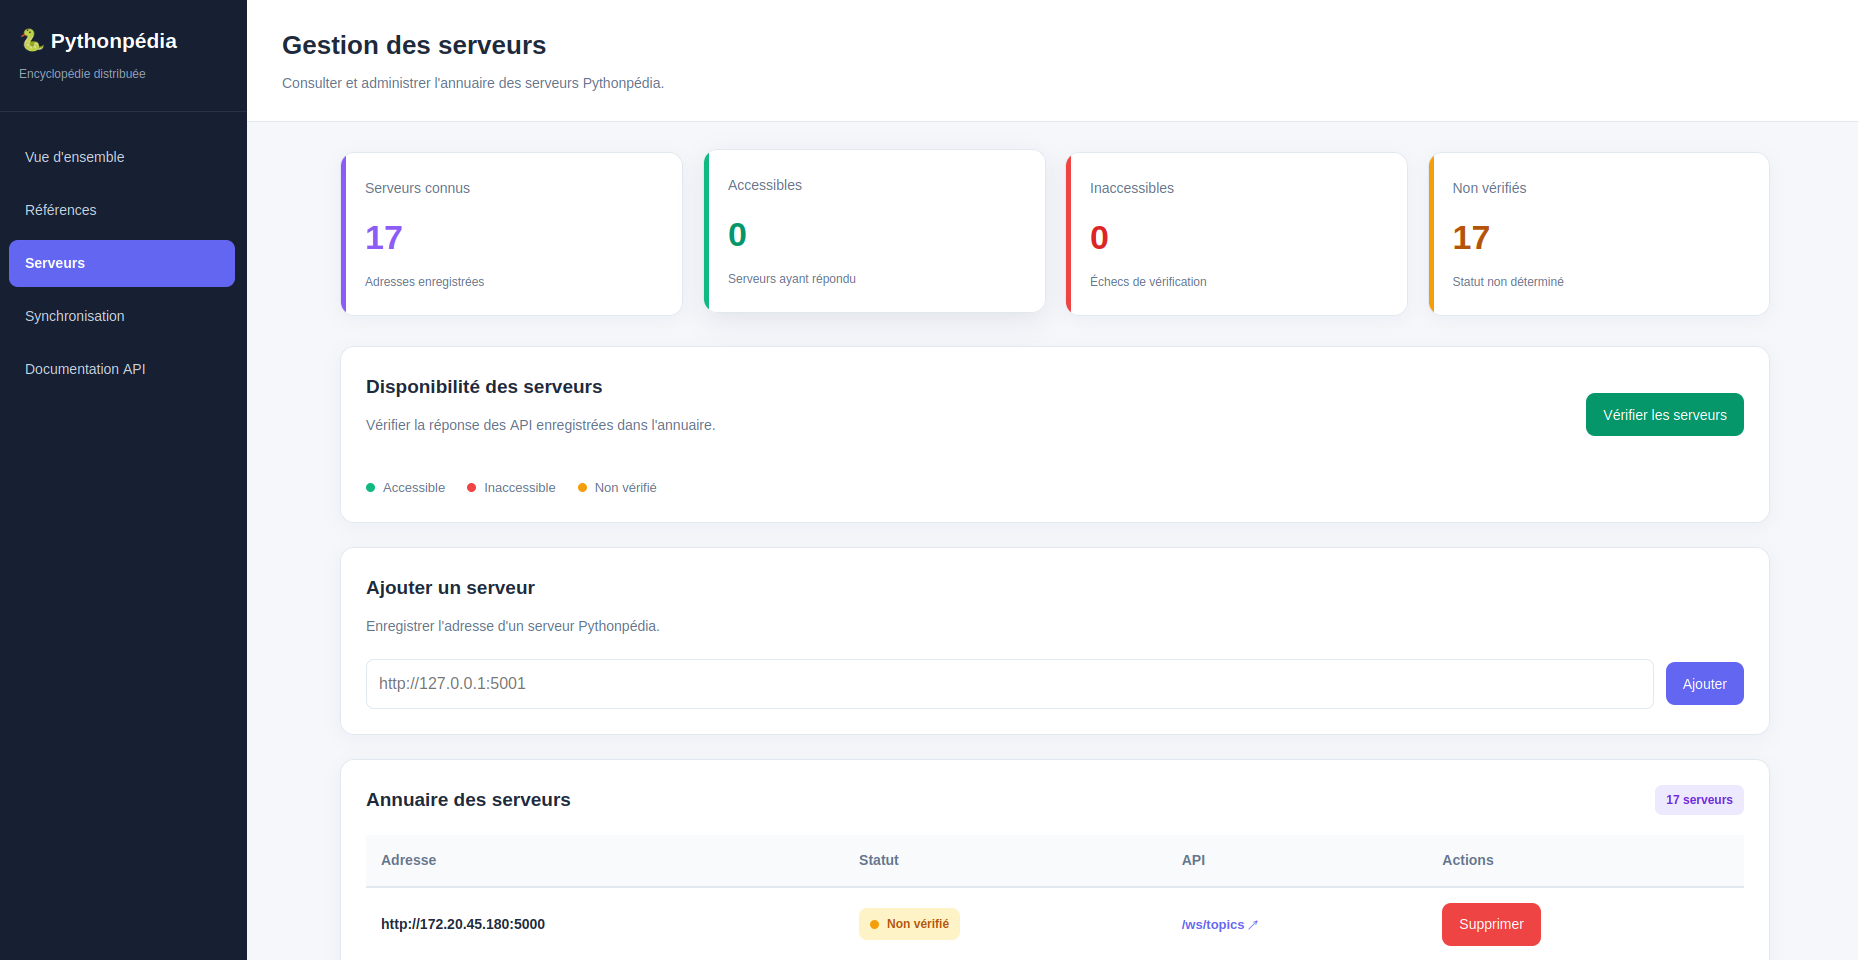 🐍 Pythonpédia
Encyclopédie distribuée
Vue d'ensemble
Références
Serveurs
Synchronisation
Documentation API
Gestion des serveurs
Consulter et administrer l'annuaire des serveurs Pythonpédia.
Serveurs connus
17
Adresses enregistrées
Accessibles
0
Serveurs ayant répondu
Inaccessibles
0
Échecs de vérification
Non vérifiés
17
Statut non déterminé
Disponibilité des serveurs
Vérifier la réponse des API enregistrées dans l'annuaire.
Vérifier les serveurs
Accessible Inaccessible Non vérifié
Ajouter un serveur
Enregistrer l'adresse d'un serveur Pythonpédia.
http://127.0.0.1:5001 Ajouter
Annuaire des serveurs 17 serveurs
Adresse Statut API Actions
http://172.20.45.180:5000 Non vérifié /ws/topics ↗ Supprimer